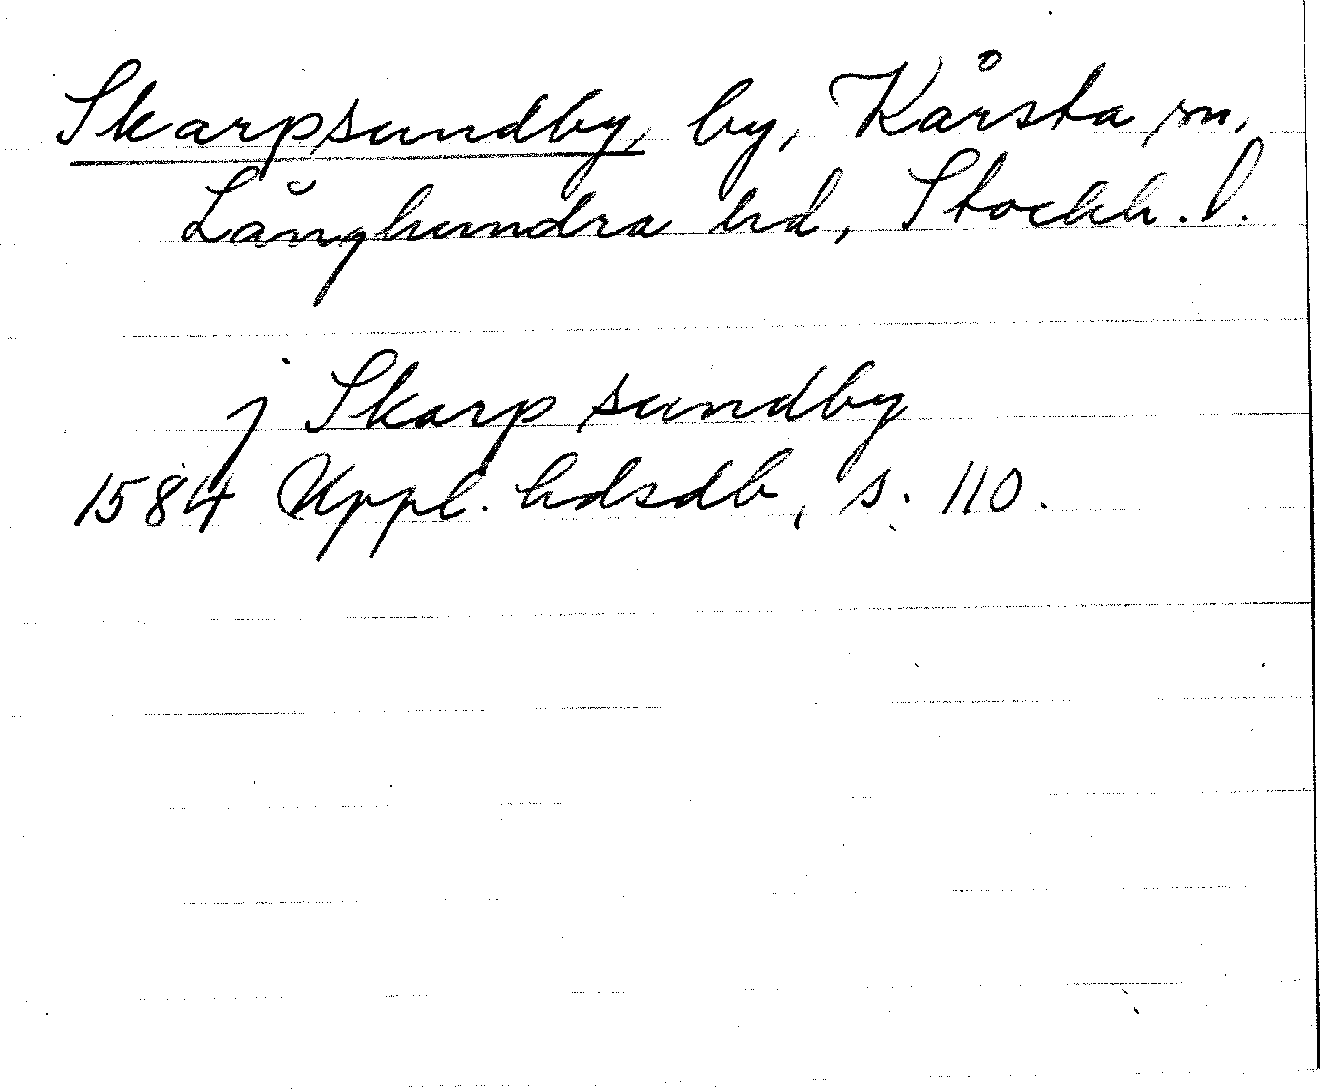 Skarpsundby, by, Kårsta sn,
Långhundra hd, Stockh. l.
j Skarp sundby
1584 Uppl. hdsdb, s. 110.